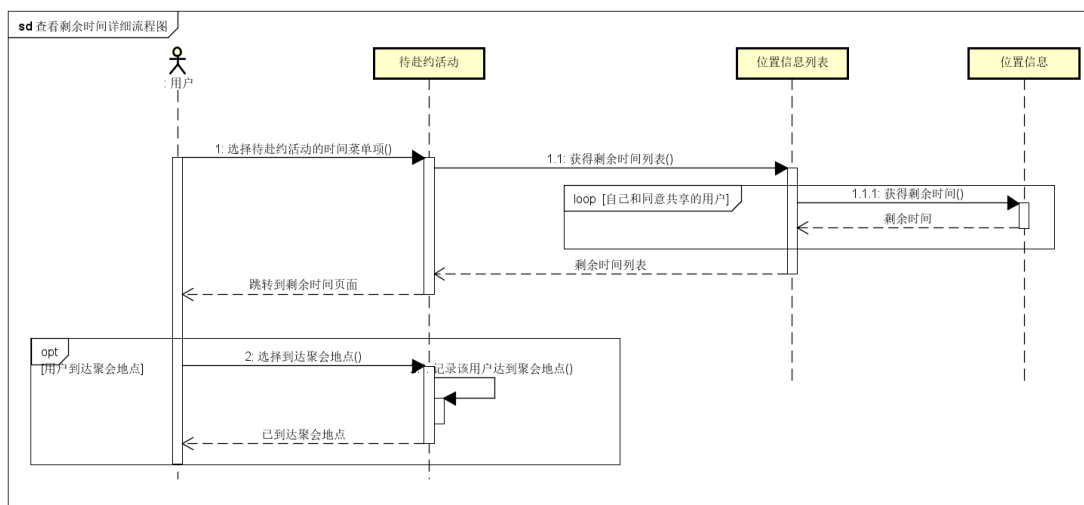 sd 查看剩余时间详细流程图
: 用户
待赴约活动
位置信息列表
位置信息
1: 选择待赴约活动的时间菜单项()
1.1: 获得剩余时间列表()
loop [自己和同意共享的用户]
1.1.1: 获得剩余时间()
剩余时间
剩余时间列表
跳转到剩余时间页面
opt
[用户到达聚会地点]
2: 选择到达聚会地点()
: 记录该用户达到聚会地点()
已到达聚会地点